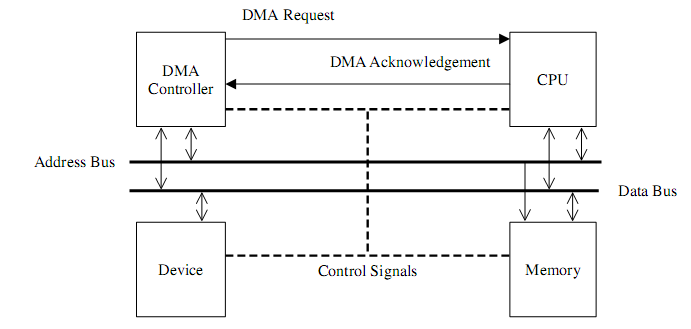 DMA Request
DMA Acknowledgement
DMA
Controller
CPU
Address Bus
Data Bus
Device
Control Signals
Memory